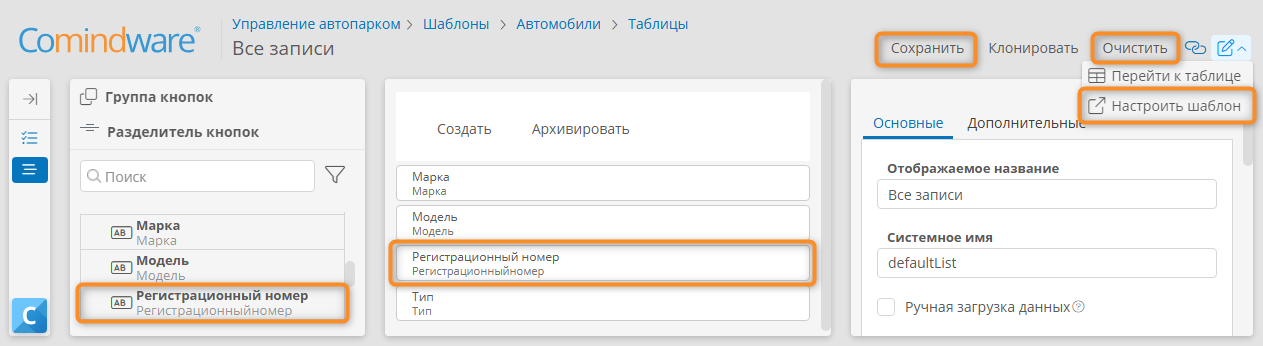 Comindware®
Управление автопарком > Шаблоны > Автомобили > Таблицы
Все записи
Сохранить Клонировать Очистить
Перейти к таблице
Настроить шаблон
Группа кнопок
Разделитель кнопок
Поиск
AB Марка
Марка
AB Модель
Модель
AB Регистрационный номер
Регистрационныйномер
C
Создать Архивировать
Марка
Марка
Модель
Модель
Регистрационный номер
Регистрационныйномер
Тип
Тип
Основные Дополнительные
Отображаемое название
Все записи
Системное имя
defaultList
Ручная загрузка данных ?